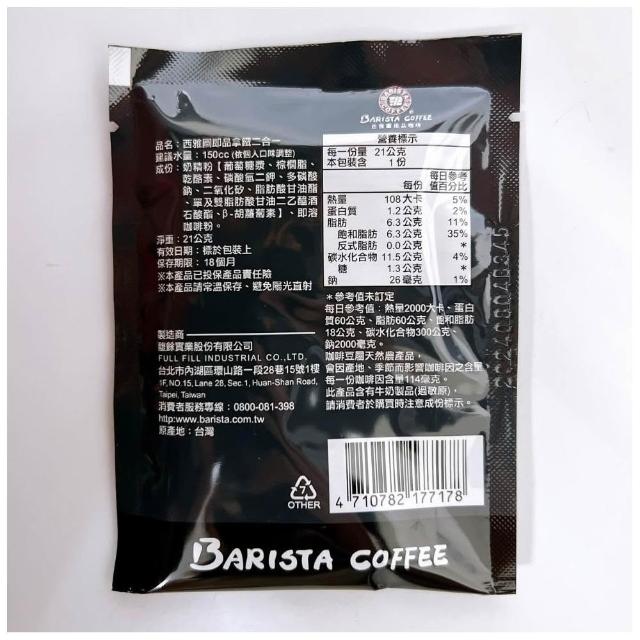 BARISTA COFFEE
BARISTA COFFEE
西雅圖極品咖啡
品名：西雅圖即品拿鐵二合一
建議水量：150cc (依個人口味調整)
成份：奶精粉【葡萄糖漿、棕櫚脂、
乾酪素、磷酸氫二鉀、多磷酸
鈉、二氧化矽、脂肪酸甘油酯
、單及雙脂肪酸甘油二乙醯酒
石酸酯、β-胡蘿蔔素】、即溶
咖啡粉。
淨重：21公克
有效日期：標於包裝上
保存期限：18個月
※本產品已投保產品責任險
※本產品請常溫保存、避免陽光直射
營養標示
每一份量 21公克
本包裝含 1份
每份 每日參考值百分比
熱量 108大卡 5%
蛋白質 1.2公克 2%
脂肪 6.3公克 11%
飽和脂肪 6.3公克 35%
反式脂肪 0.0公克 *
碳水化合物 11.5公克 4%
糖 1.3公克 *
鈉 26毫克 1%
*參考值未訂定
每日參考值：熱量2000大卡、蛋白
質60公克、脂肪60公克、飽和脂肪
18公克、碳水化合物300公克、
鈉2000毫克。
咖啡豆屬天然農產品，
會因產地、季節而影響咖啡因之含量，
每一份咖啡因含量114毫克。
此產品含有牛奶製品(過敏原)，
請消費者於購買時注意成份標示。
製造商
馥餘實業股份有限公司
FULL FILL INDUSTRIAL CO.,LTD.
台北市內湖區環山路一段28巷15號1樓
1F, NO.15, Lane 28, Sec.1, Huan-Shan Road,
Taipei, Taiwan
消費者服務專線：0800-081-398
http:www.barista.com.tw
原產地：台灣
7
OTHER
4 710782 177178
BARISTA COFFEE